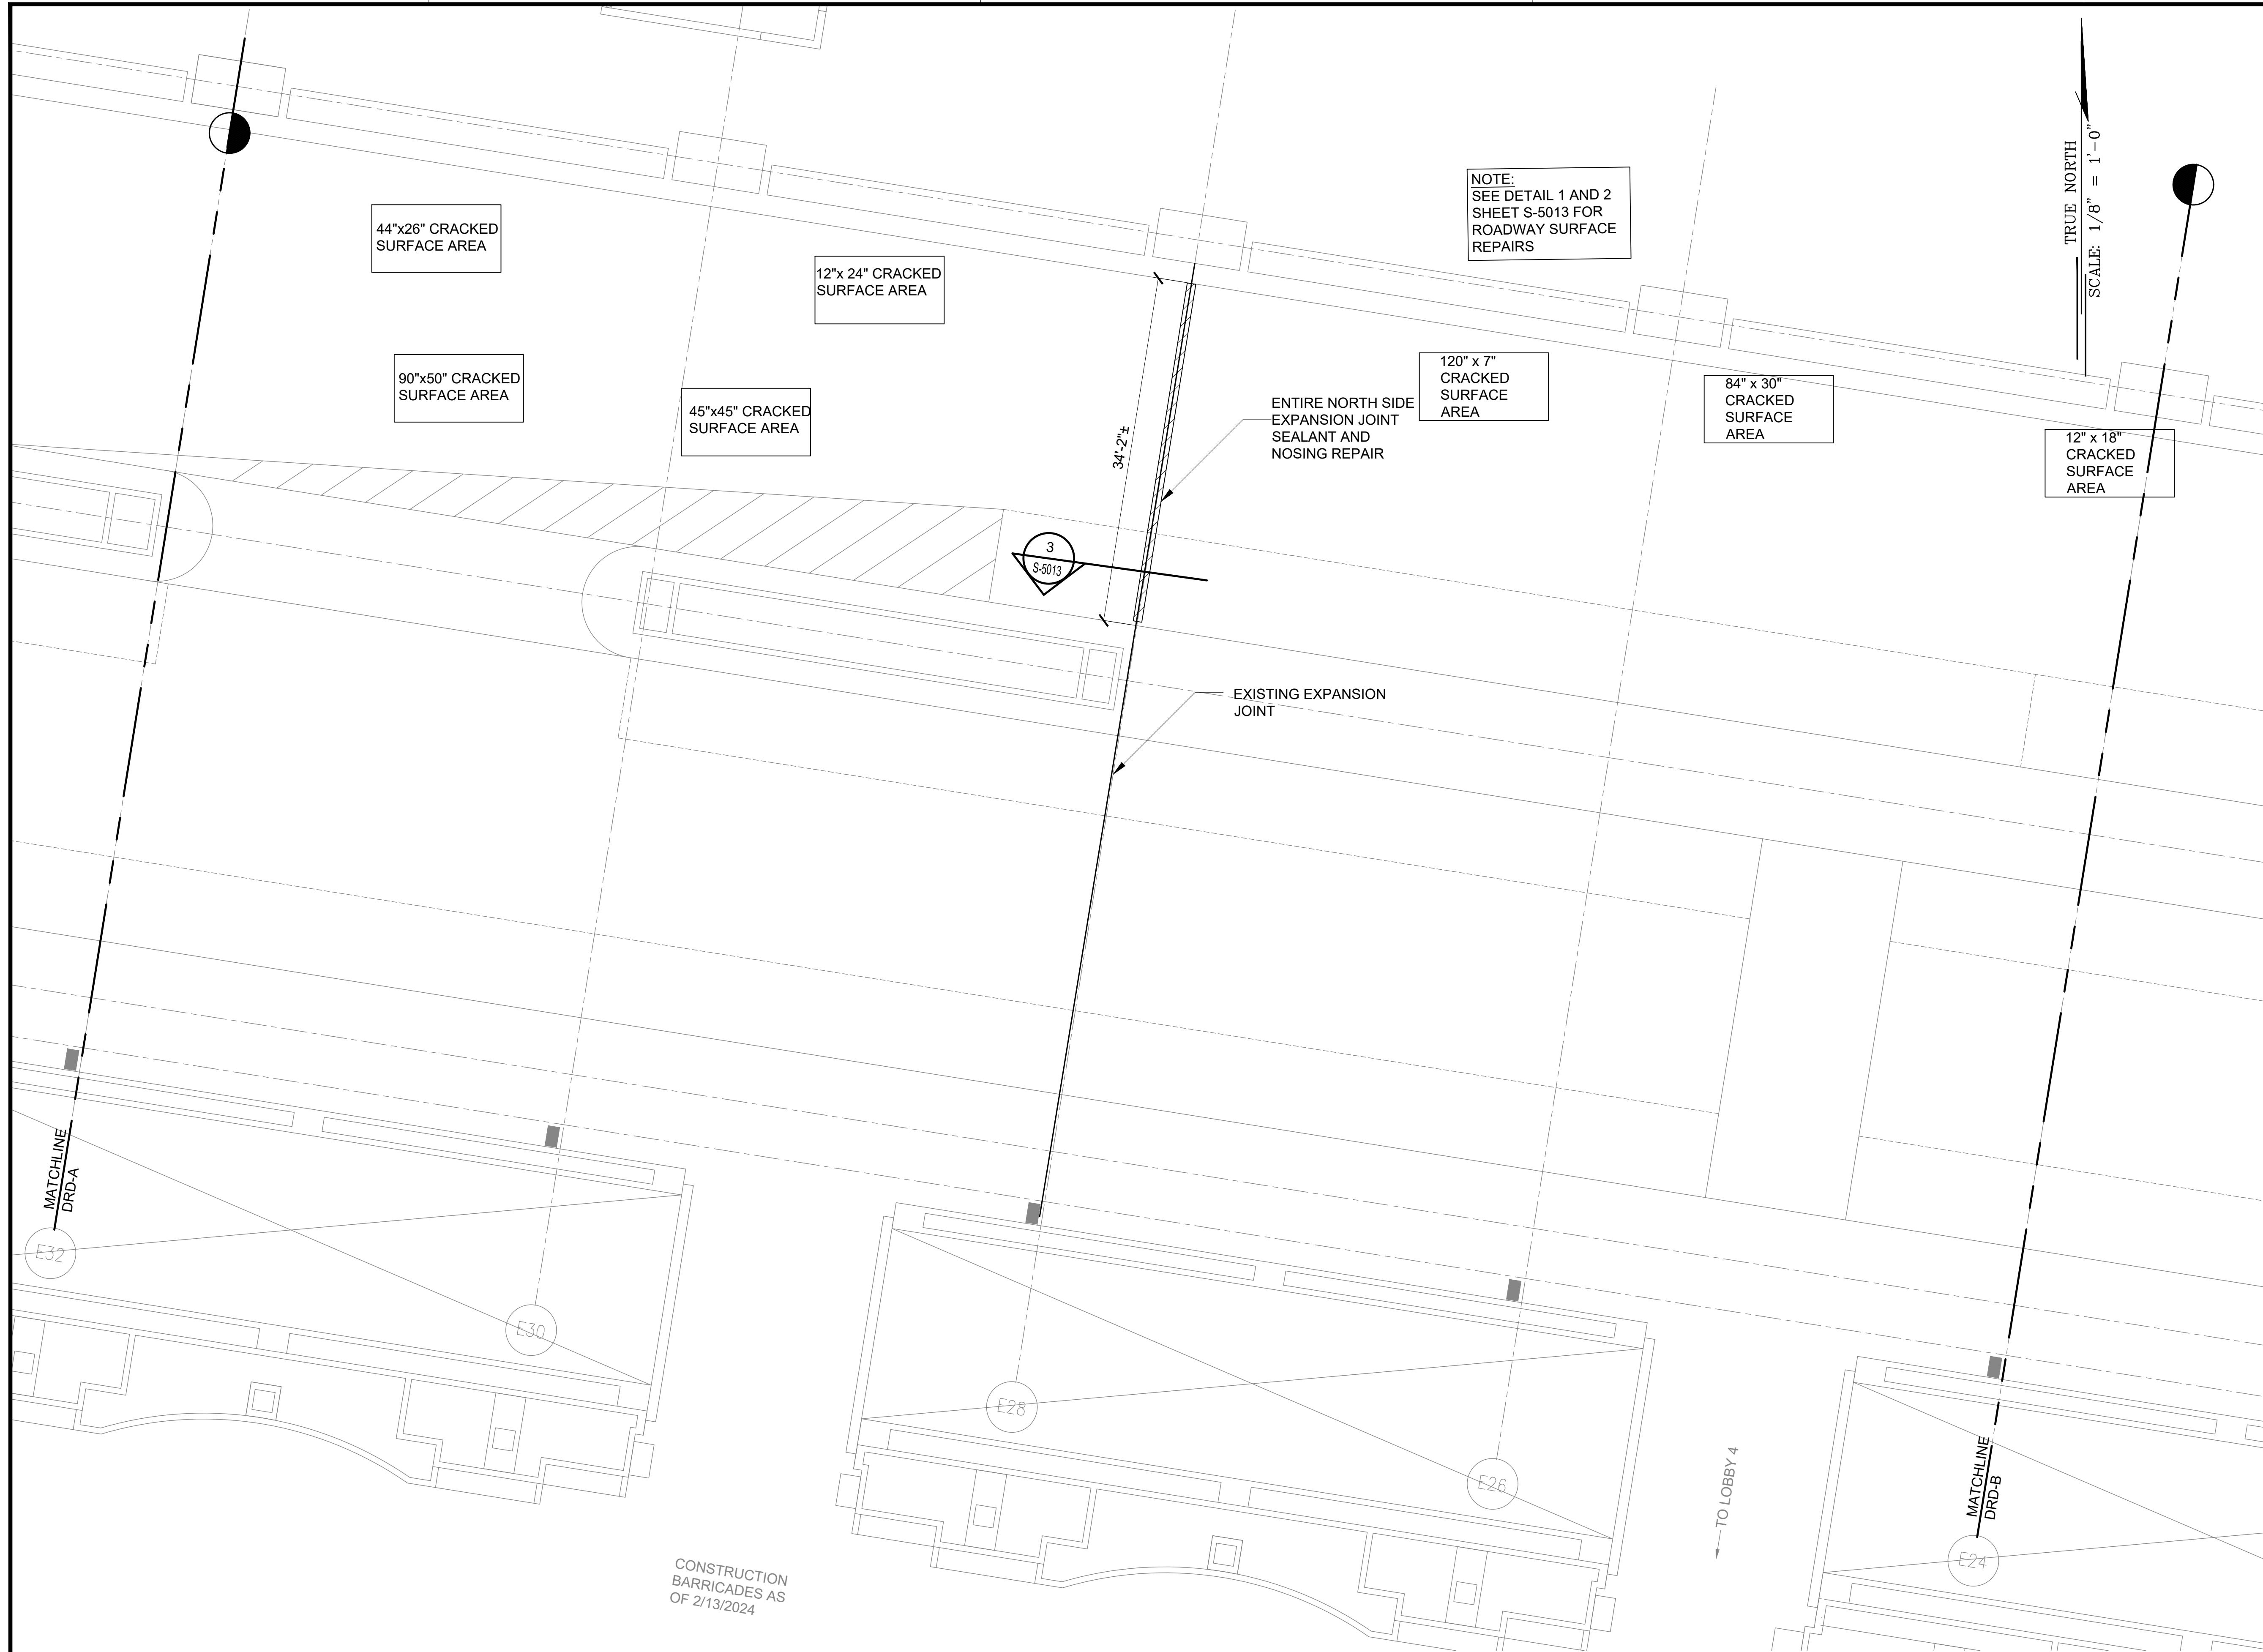 TRUE NORTH
SCALE: 1/8" = 1'-0"
NOTE:
SEE DETAIL 1 AND 2
SHEET S-5013 FOR
ROADWAY SURFACE
REPAIRS
44"x26" CRACKED
SURFACE AREA
12"x 24" CRACKED
SURFACE AREA
90"x50" CRACKED
SURFACE AREA
45"x45" CRACKED
SURFACE AREA
34'-2"±
ENTIRE NORTH SIDE
EXPANSION JOINT
SEALANT AND
NOSING REPAIR
120" x 7"
CRACKED
SURFACE
AREA
84" x 30"
CRACKED
SURFACE
AREA
12" x 18"
CRACKED
SURFACE
AREA
3
S-5013
EXISTING EXPANSION
JOINT
MATCHLINE
DRD-A
E32
E30
E28
E26
TO LOBBY 4
MATCHLINE
DRD-B
E24
CONSTRUCTION
BARRICADES AS
OF 2/13/2024